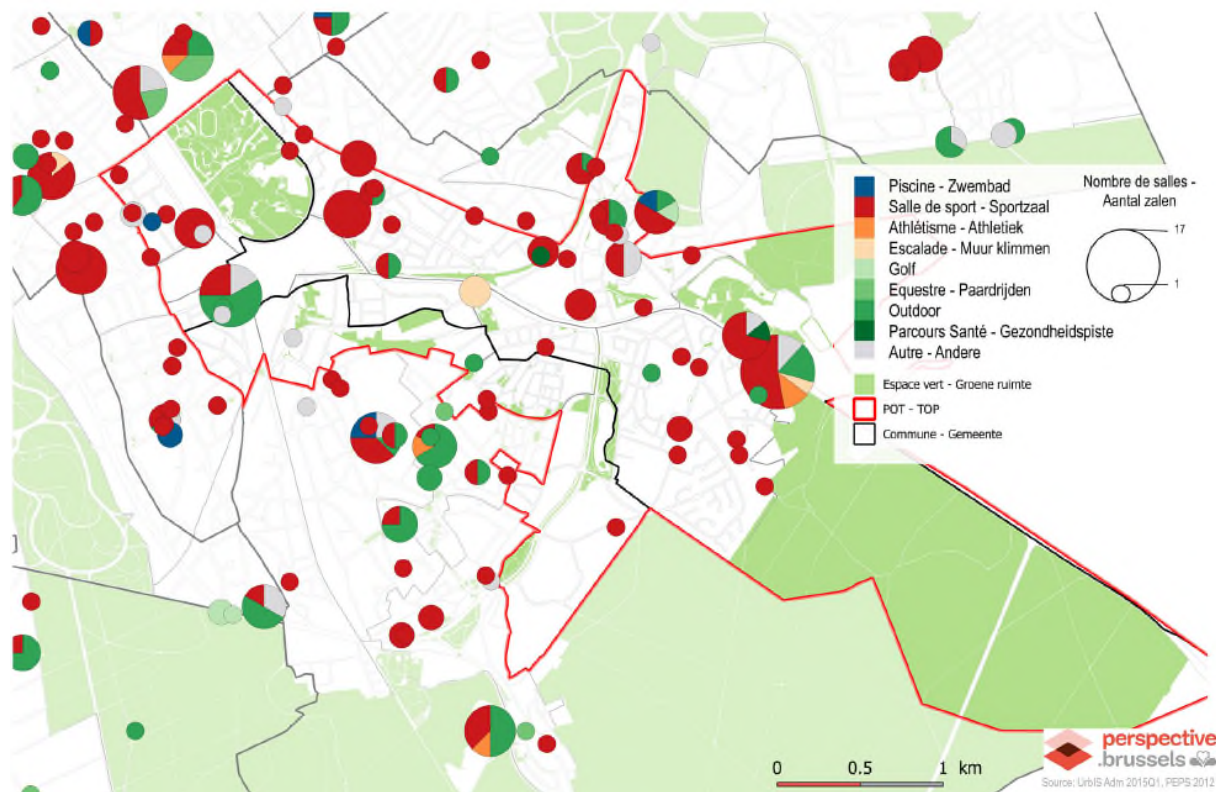 Piscine - Zwembad
Salle de sport - Sportzaal
Athlétisme - Athletiek
Escalade - Muur klimmen
Golf
Equestre - Paardrijden
Outdoor
Parcours Santé - Gezondheidspiste
Autre - Andere
Espace vert - Groene ruimte
POT - TOP
Commune - Gemeente
Nombre de salles -
Aantal zalen
17
1
0 0.5 1 km
perspective
.brussels
Source: UrbIS Adm 2015Q1, PEPS 2012